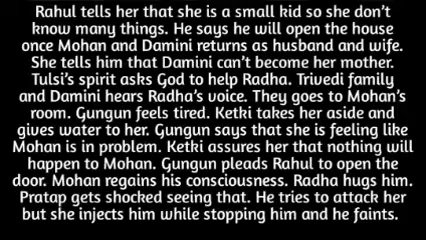 Rahul tells her that she is a small kid so she don't
know many things. He says he will open the house
once Mohan and Damini returns as husband and wife.
She tells him that Damini can't become her mother.
Tulsi's spirit asks God to help Radha. Trivedi family
and Damini hears Radha's voice. They goes to Mohan's
room. Gungun feels tired. Ketki takes her aside and
gives water to her. Gungun says that she is feeling like
Mohan is in problem. Ketki assures her that nothing will
happen to Mohan. Gungun pleads Rahul to open the
door. Mohan regains his consciousness. Radha hugs him.
Pratap gets shocked seeing that. He tries to attack her
but she injects him while stopping him and he faints.